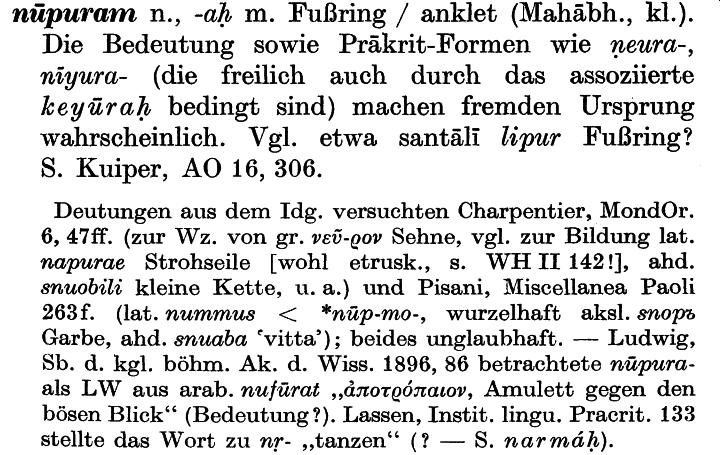 nūpuram n., -aḥ m. Fußring / anklet (Mahābh., kl.).
Die Bedeutung sowie Prākrit-Formen wie ṇeura-,
nīyura- (die freilich auch durch das assoziierte
keyūraḥ bedingt sind) machen fremden Ursprung
wahrscheinlich. Vgl. etwa santālī lipur Fußring?
S. Kuiper, AO 16, 306.
Deutungen aus dem Idg. versuchten Charpentier, MondOr.
6, 47ff. (zur Wz. von gr. νεῦ-ρον Sehne, vgl. zur Bildung lat.
napurae Strohseile [wohl etrusk., s. WH II 142!], ahd.
snuobili kleine Kette, u. a.) und Pisani, Miscellanea Paoli
263f. (lat. nummus < *nūp-mo-, wurzelhaft aksl. snopъ
Garbe, ahd. snuaba ‘vitta’); beides unglaubhaft. — Ludwig,
Sb. d. kgl. böhm. Ak. d. Wiss. 1896, 86 betrachtete nūpura-
als LW aus arab. nufūrat „ἀποτρόπαιον, Amulett gegen den
bösen Blick“ (Bedeutung?). Lassen, Instit. lingu. Pracrit. 133
stellte das Wort zu nṛ- „tanzen“ (? — S. narmáḥ).